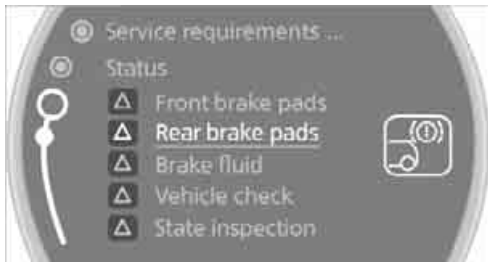 Service requirements ...
Status
Front brake pads
Rear brake pads
Brake fluid
Vehicle check
State inspection